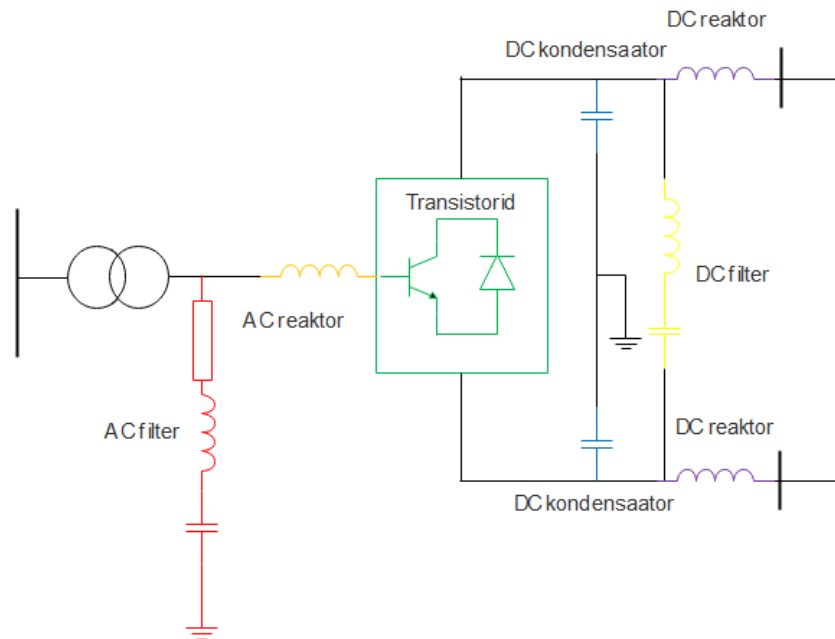 DC reaktor
DC kondensaator
Transistorid
DC filter
AC reaktor
AC filter
DC reaktor
DC kondensaator